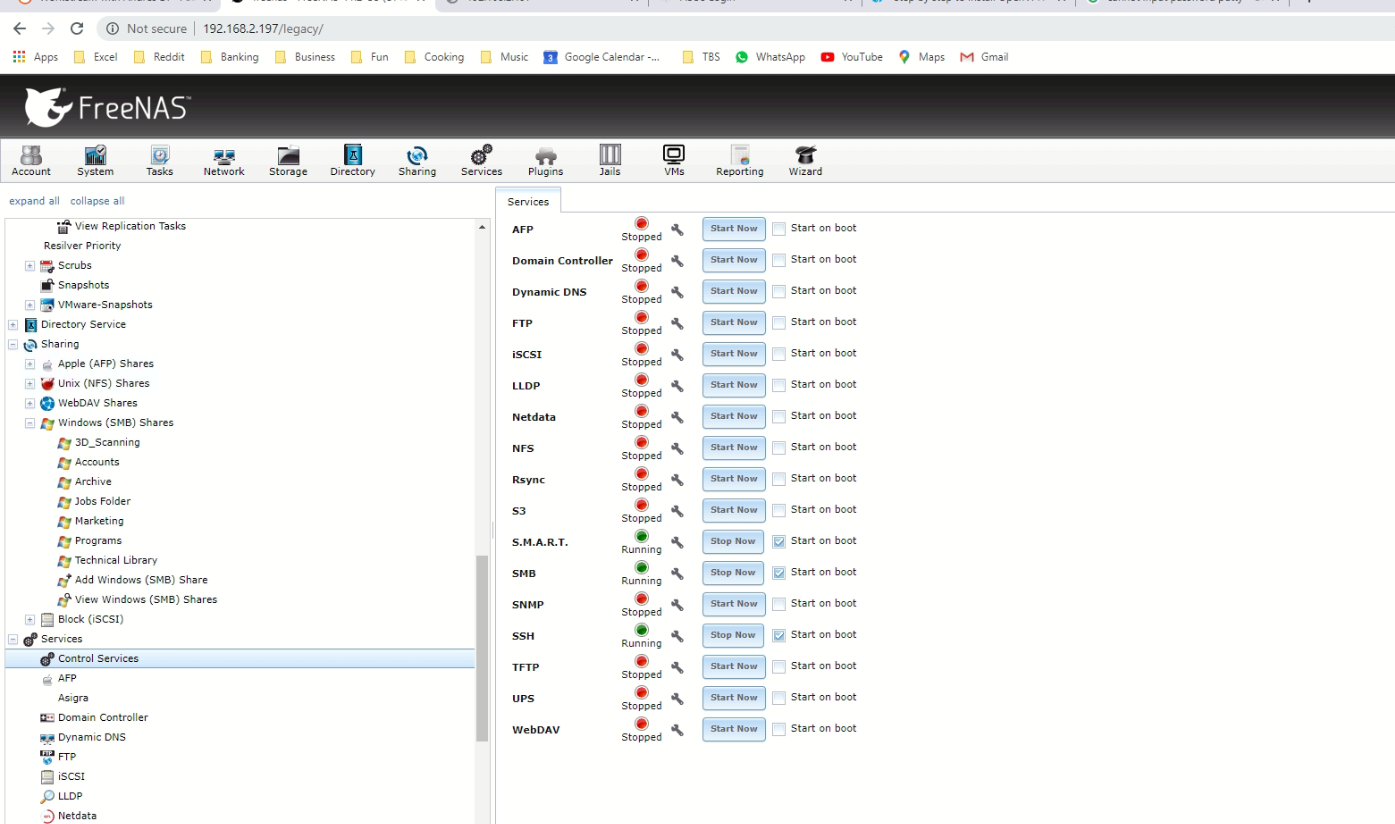 Not secure 192.168.2.197/legacy/
Apps Excel Reddit Banking Business Fun Cooking Music Google Calendar -... TBS WhatsApp YouTube Maps Gmail
FreeNAS™
Account System Tasks Network Storage Directory Sharing Services Plugins Jails VMs Reporting Wizard
expand all collapse all
View Replication Tasks
Resilver Priority
Scrubs
Snapshots
VMware-Snapshots
Directory Service
Sharing
Apple (AFP) Shares
Unix (NFS) Shares
WebDAV Shares
Windows (SMB) Shares
3D_Scanning
Accounts
Archive
Jobs Folder
Marketing
Programs
Technical Library
Add Windows (SMB) Share
View Windows (SMB) Shares
Block (iSCSI)
Services
Control Services
AFP
Asigra
Domain Controller
Dynamic DNS
FTP
iSCSI
LLDP
Netdata
Services
AFP Stopped Start Now Start on boot
Domain Controller Stopped Start Now Start on boot
Dynamic DNS Stopped Start Now Start on boot
FTP Stopped Start Now Start on boot
iSCSI Stopped Start Now Start on boot
LLDP Stopped Start Now Start on boot
Netdata Stopped Start Now Start on boot
NFS Stopped Start Now Start on boot
Rsync Stopped Start Now Start on boot
S3 Stopped Start Now Start on boot
S.M.A.R.T. Running Stop Now Start on boot
SMB Running Stop Now Start on boot
SNMP Stopped Start Now Start on boot
SSH Running Stop Now Start on boot
TFTP Stopped Start Now Start on boot
UPS Stopped Start Now Start on boot
WebDAV Stopped Start Now Start on boot